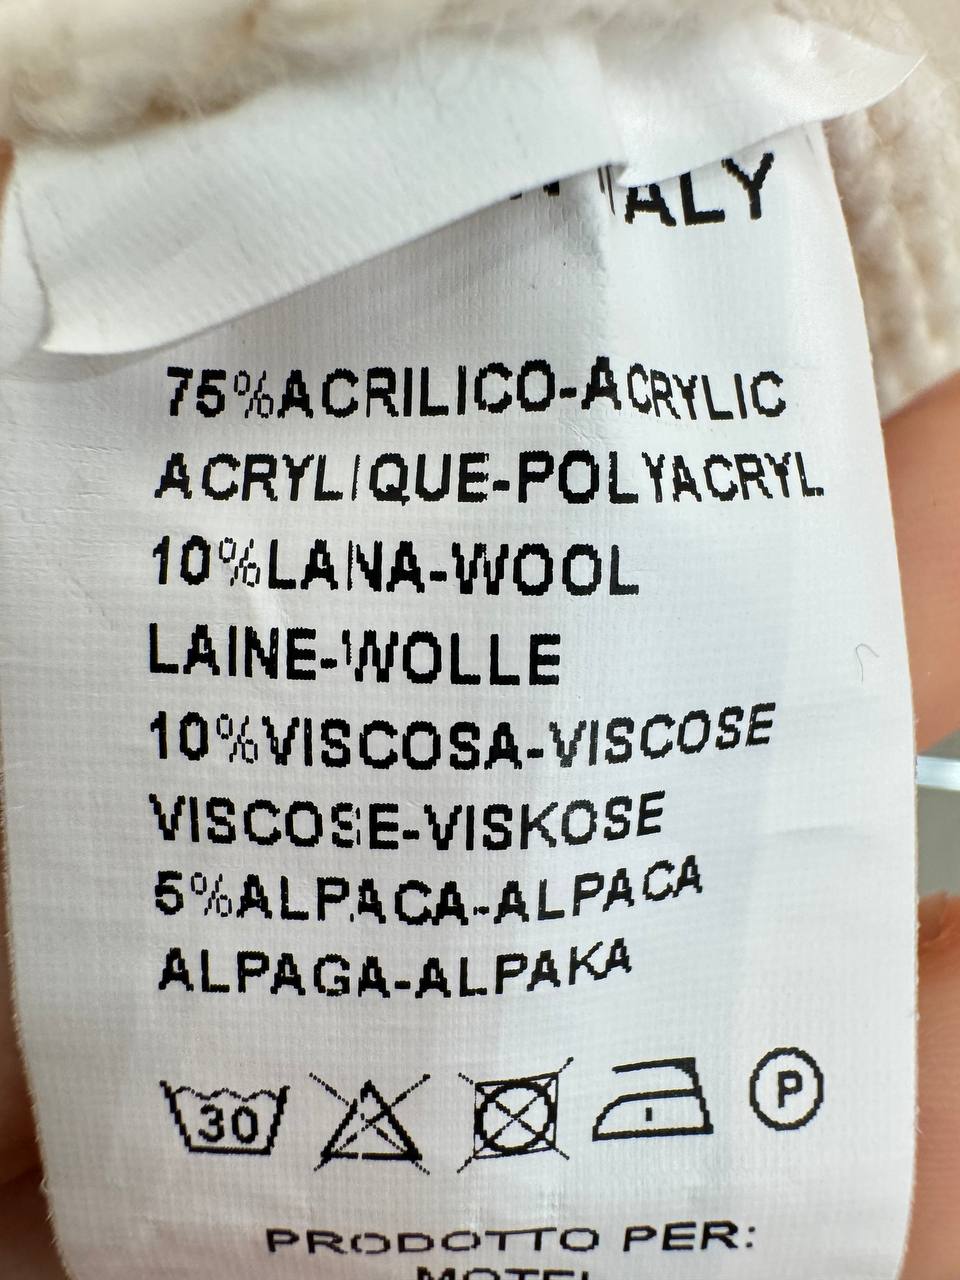 ITALY
75%ACRILICO-ACRYLIC
ACRYLIQUE-POLYACRYL
10%LANA-WOOL
LAINE-WOLLE
10%VISCOSA-VISCOSE
VISCOSE-VISKOSE
5%ALPACA-ALPACA
ALPAGA-ALPAKA
30 P
PRODOTTO PER: